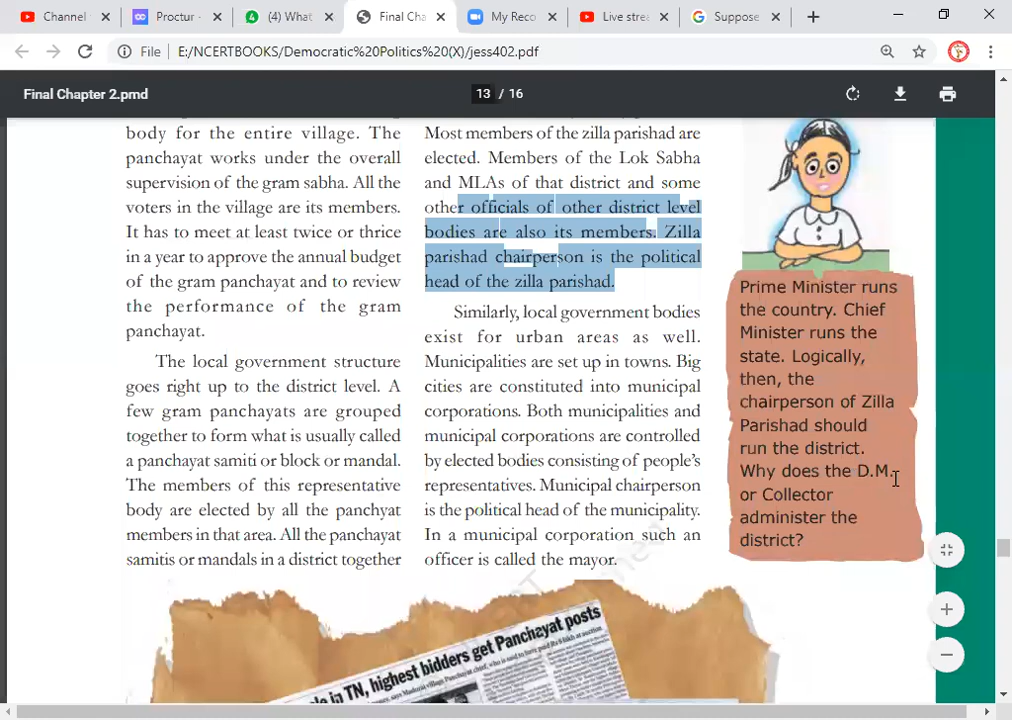 Channel
Proctur -
(4) What
Final Cha
My Reco
Live strea
Suppose
File
E:/NCERTBOOKS/Democratic%20Politics%20(X)/jess402.pdf
Final Chapter 2.pmd
13 / 16
body for the entire village. The
panchayat works under the overall
supervision of the gram sabha. All the
voters in the village are its members.
It has to meet at least twice or thrice
in a year to approve the annual budget
of the gram panchayat and to review
the performance of the gram
panchayat.
The local government structure
goes right up to the district level. A
few gram panchayats are grouped
together to form what is usually called
a panchayat samiti or block or mandal.
The members of this representative
body are elected by all the panchyat
members in that area. All the panchayat
samitis or mandals in a district together
Most members of the zilla parishad are
elected. Members of the Lok Sabha
and MLAs of that district and some
other officials of other district level
bodies are also its members. Zilla
parishad chairperson is the political
head of the zilla parishad.
Similarly, local government bodies
exist for urban areas as well.
Municipalities are set up in towns. Big
cities are constituted into municipal
corporations. Both municipalities and
municipal corporations are controlled
by elected bodies consisting of people's
representatives. Municipal chairperson
is the political head of the municipality.
In a municipal corporation such an
officer is called the mayor.
Prime Minister runs
the country. Chief
Minister runs the
state. Logically,
then, the
chairperson of Zilla
Parishad should
run the district.
Why does the D.M.
or Collector
administer the
district?
in TN, highest bidders get Panchayat posts